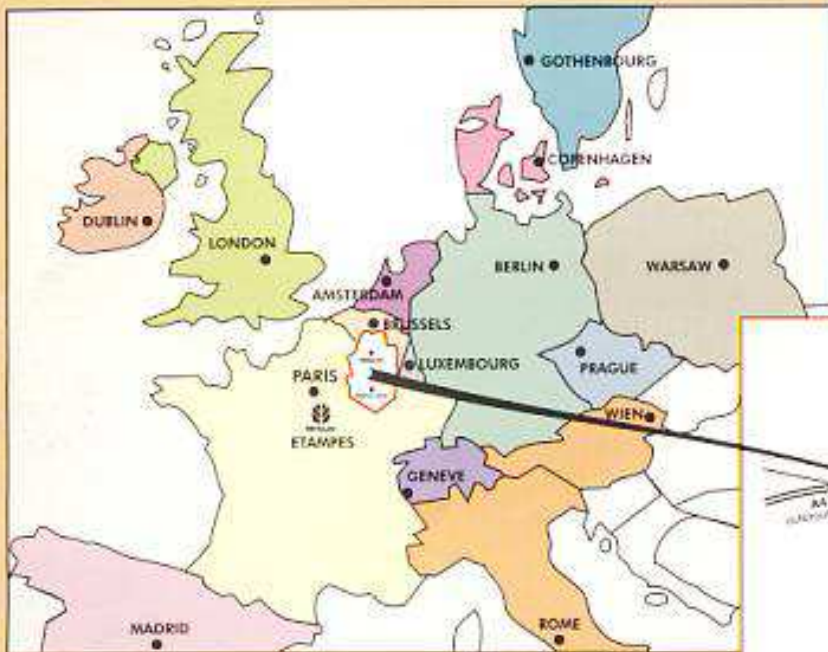 GOTHENBOURG
COPENHAGEN
DUBLIN
LONDON
BERLIN
WARSAW
AMSTERDAM
BRUSSELS
LUXEMBOURG
PRAGUE
PARIS
WIEN
ETAMPES
GENEVE
ROME
MADRID